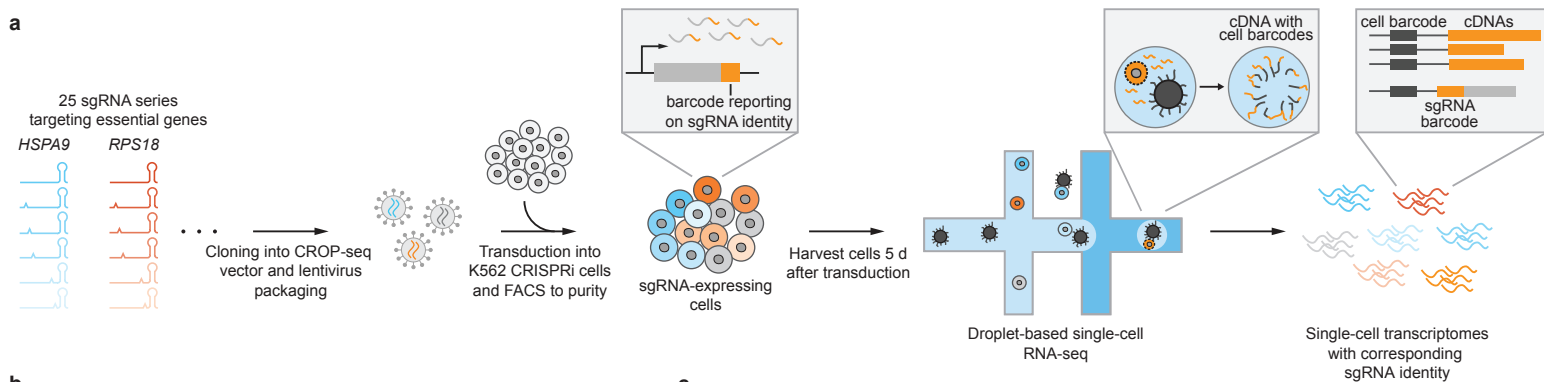 a
25 sgRNA series
targeting essential genes
HSPA9 RPS18
. . .
Cloning into CROP-seq
vector and lentivirus
packaging
Transduction into
K562 CRISPRi cells
and FACS to purity
barcode reporting
on sgRNA identity
sgRNA-expressing
cells
Harvest cells 5 d
after transduction
cDNA with
cell barcodes
Droplet-based single-cell
RNA-seq
cell barcode cDNAs
sgRNA
barcode
Single-cell transcriptomes
with corresponding
sgRNA identity